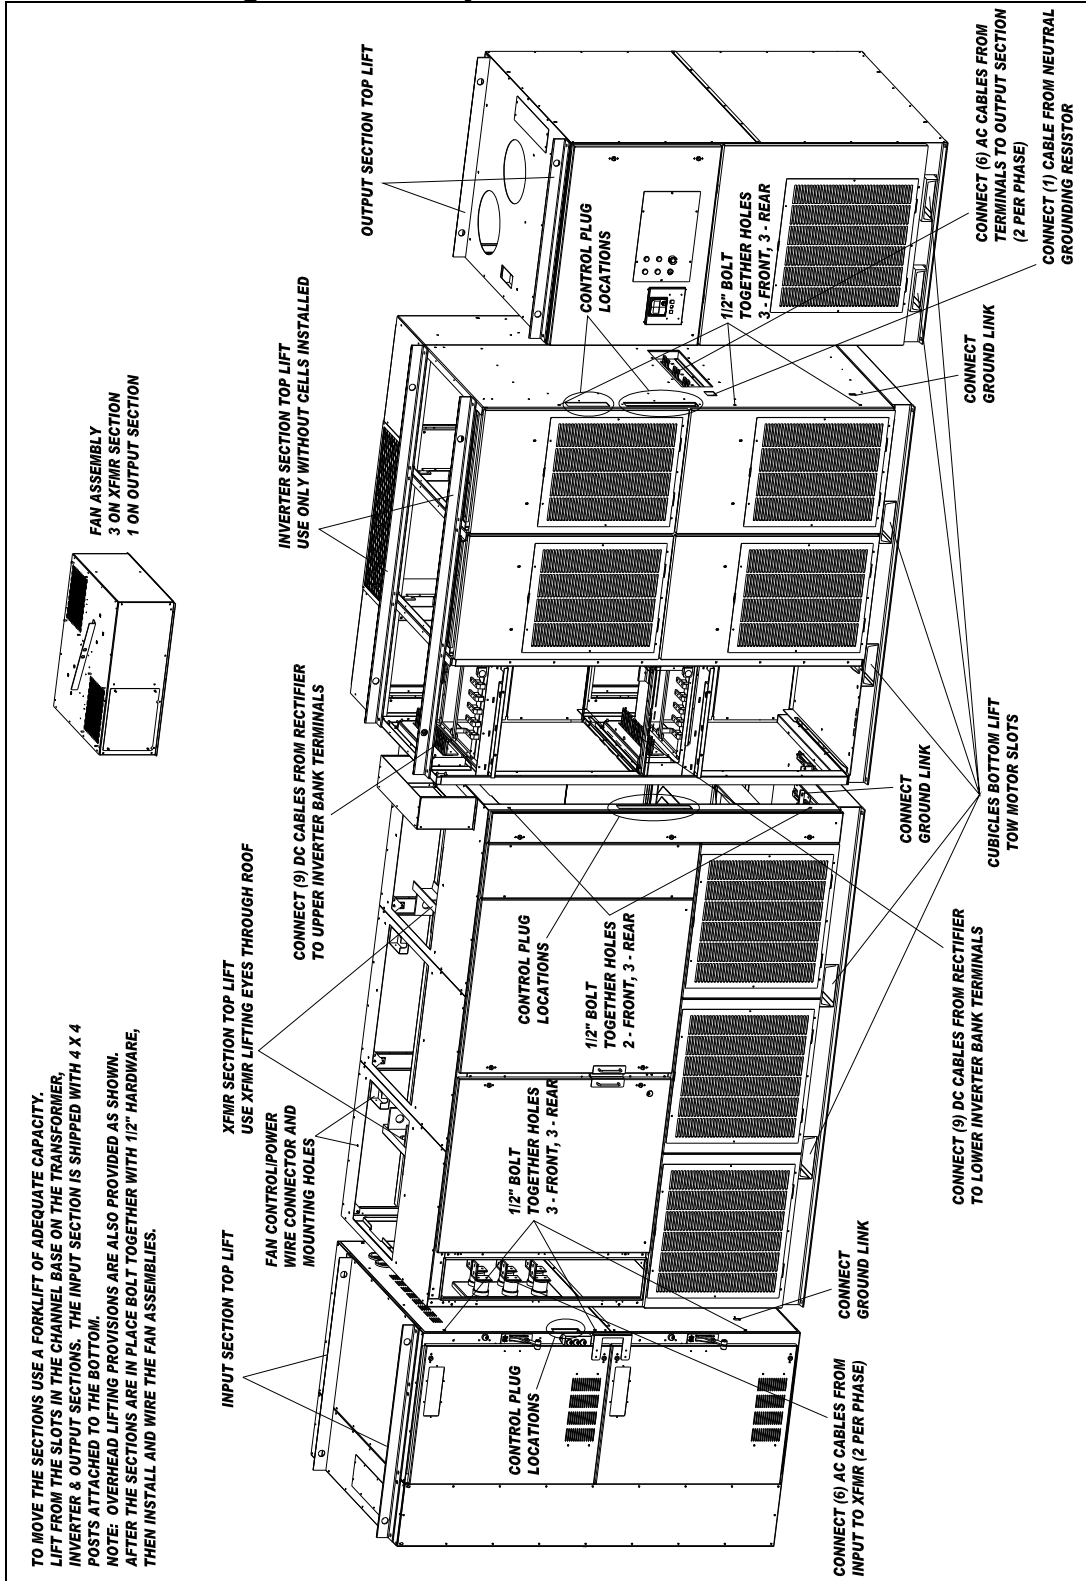 TO MOVE THE SECTIONS USE A FORKLIFT OF ADEQUATE CAPACITY.
LIFT FROM THE SLOTS IN THE CHANNEL BASE ON THE TRANSFORMER,
INVERTER & OUTPUT SECTIONS. THE INPUT SECTION IS SHIPPED WITH 4 X 4
POSTS ATTACHED TO THE BOTTOM.
NOTE: OVERHEAD LIFTING PROVISIONS ARE ALSO PROVIDED AS SHOWN.
AFTER THE SECTIONS ARE IN PLACE BOLT TOGETHER WITH 1/2" HARDWARE,
THEN INSTALL AND WIRE THE FAN ASSEMBLIES.
FAN ASSEMBLY
3 ON XFMR SECTION
1 ON OUTPUT SECTION
INPUT SECTION TOP LIFT
FAN CONTROL/POWER
WIRE CONNECTOR AND
MOUNTING HOLES
XFMR SECTION TOP LIFT
USE XFMR LIFTING EYES THROUGH ROOF
CONNECT (9) DC CABLES FROM RECTIFIER
TO UPPER INVERTER BANK TERMINALS
INVERTER SECTION TOP LIFT
USE ONLY WITHOUT CELLS INSTALLED
OUTPUT SECTION TOP LIFT
CONTROL PLUG
LOCATIONS
1/2" BOLT
TOGETHER HOLES
3 - FRONT, 3 - REAR
CONTROL PLUG
LOCATIONS
1/2" BOLT
TOGETHER HOLES
2 - FRONT, 3 - REAR
CONTROL PLUG
LOCATIONS
1/2" BOLT
TOGETHER HOLES
3 - FRONT, 3 - REAR
CONNECT (6) AC CABLES FROM
INPUT TO XFMR (2 PER PHASE)
CONNECT
GROUND LINK
CONNECT (9) DC CABLES FROM RECTIFIER
TO LOWER INVERTER BANK TERMINALS
CONNECT
GROUND LINK
CUBICLES BOTTOM LIFT
TOW MOTOR SLOTS
CONNECT
GROUND LINK
CONNECT (6) AC CABLES FROM
TERMINALS TO OUTPUT SECTION
(2 PER PHASE)
CONNECT (1) CABLE FROM NEUTRAL
GROUNDING RESISTOR